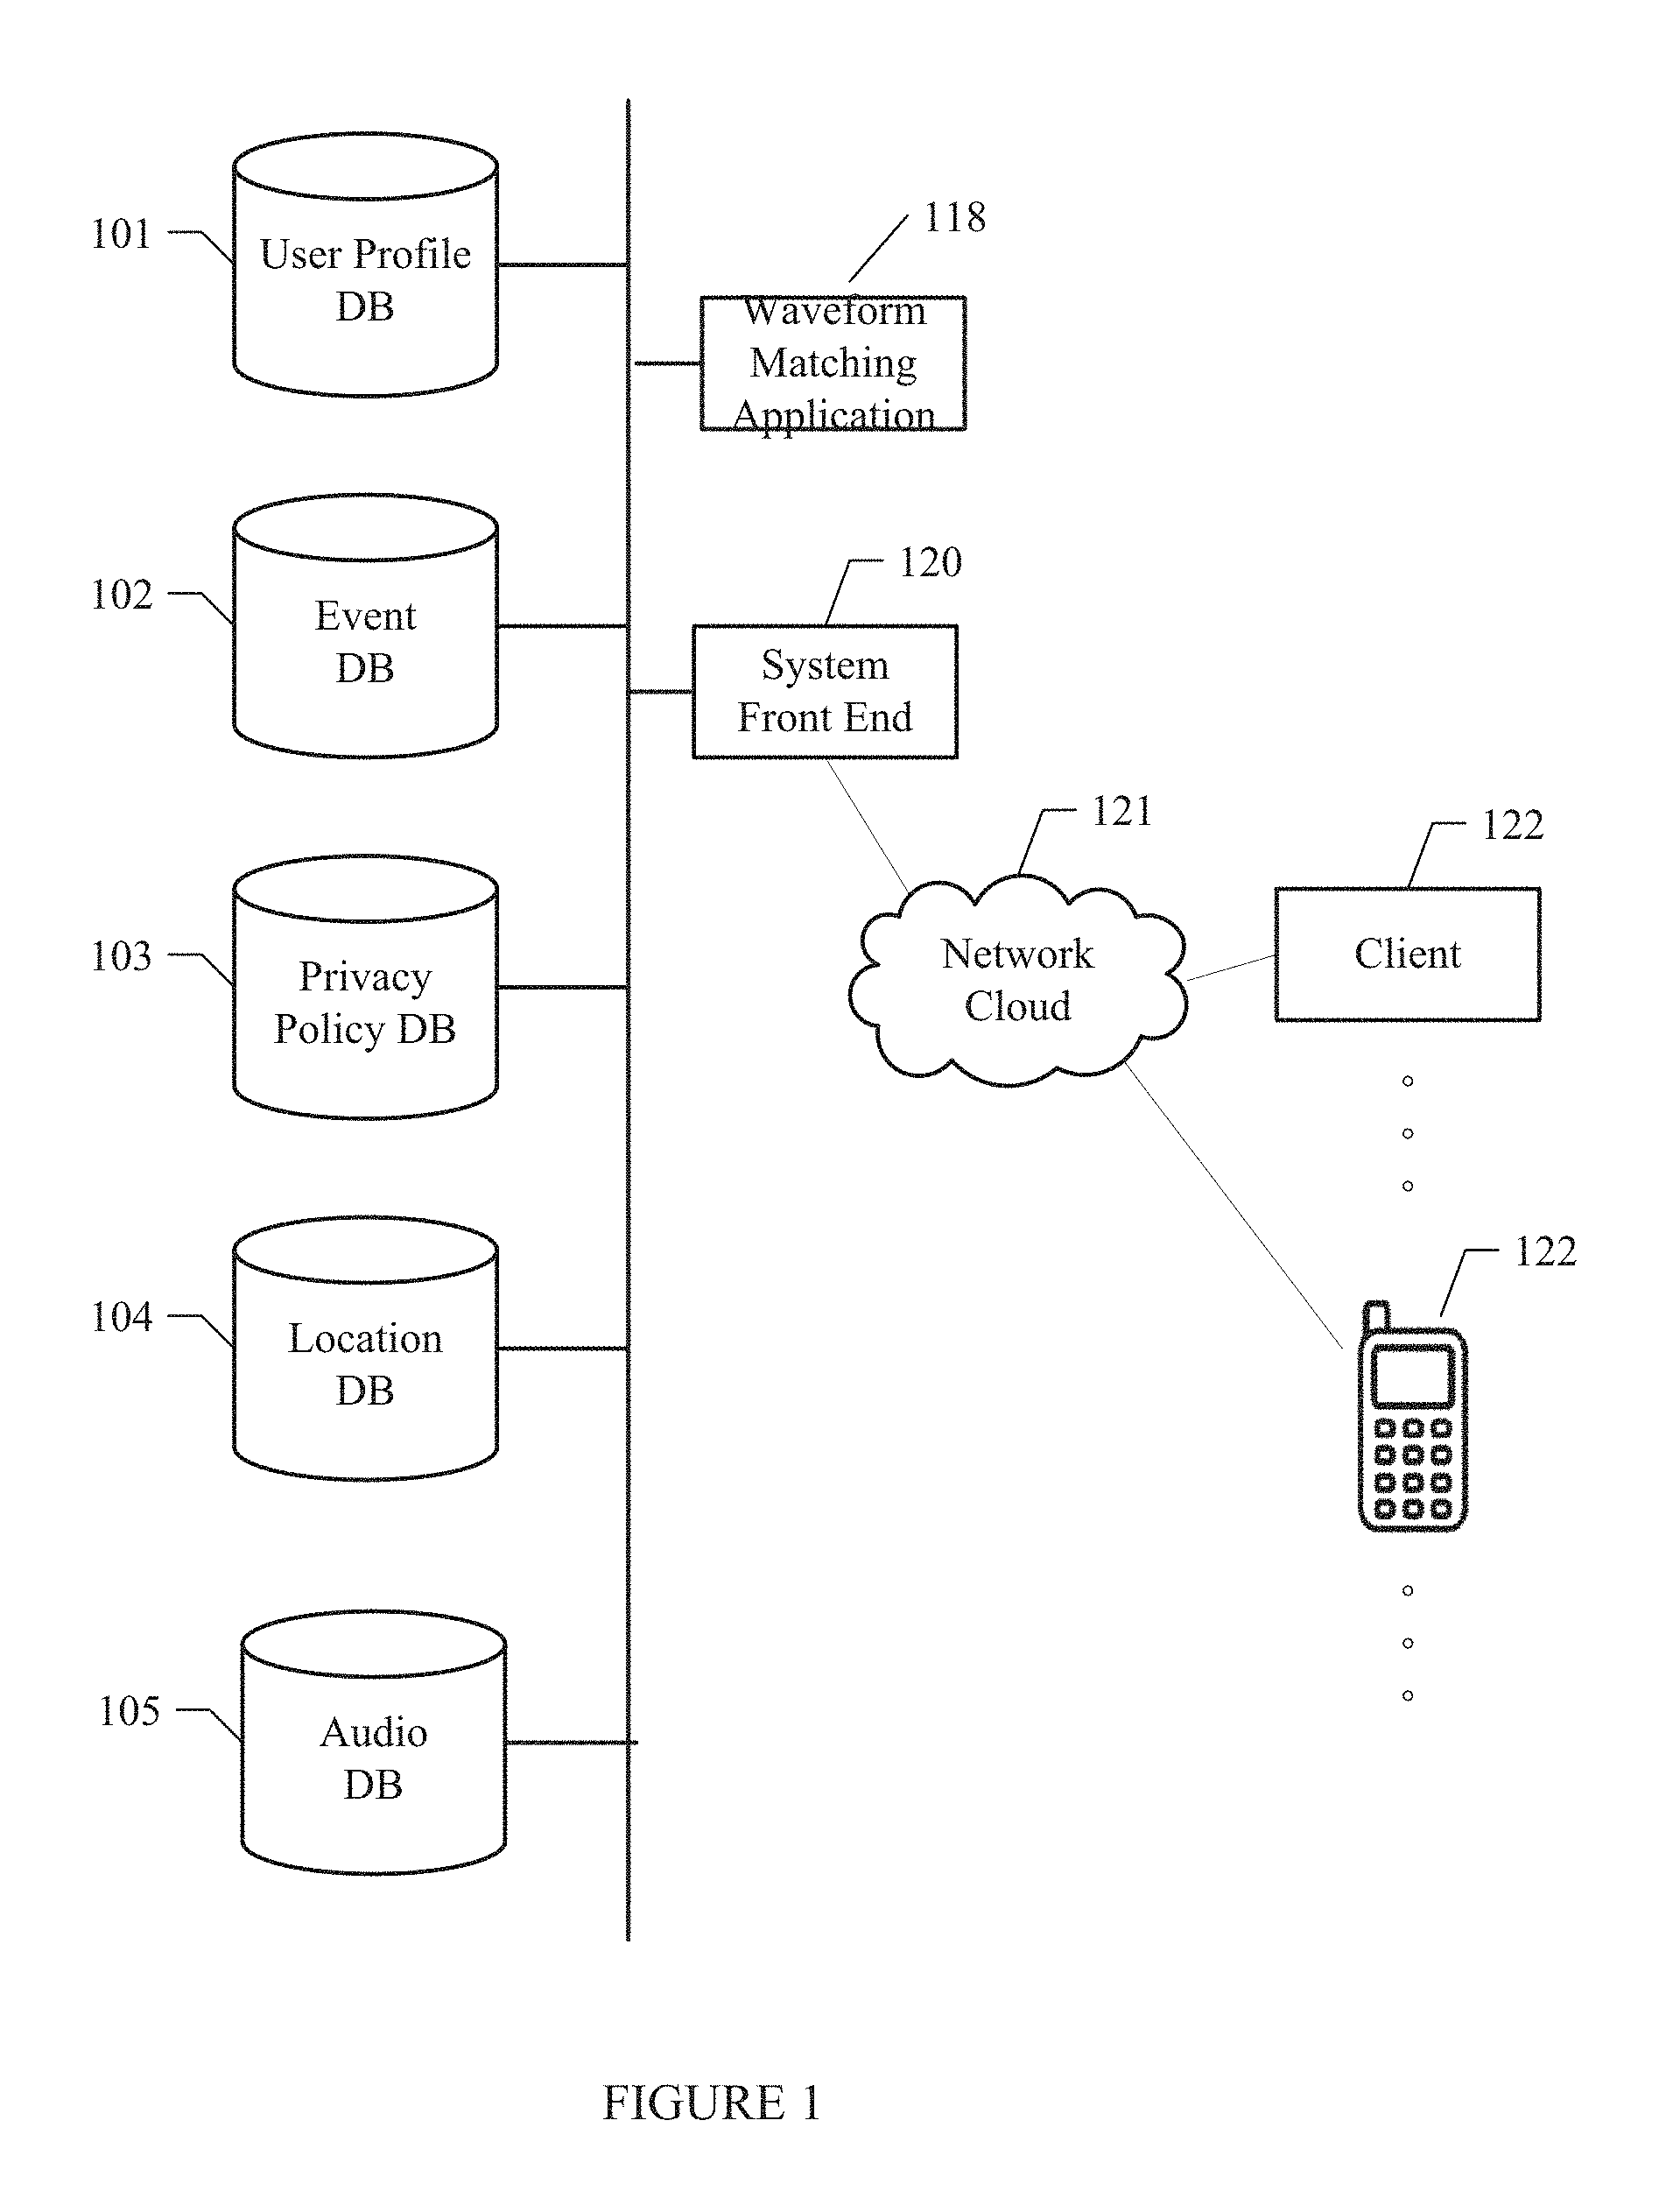 101
User Profile
DB
118
Waveform
Matching
Application
102
Event
DB
120
System
Front End
121
Network
Cloud
122
Client
103
Privacy
Policy DB
104
Location
DB
122
105
Audio
DB
FIGURE 1